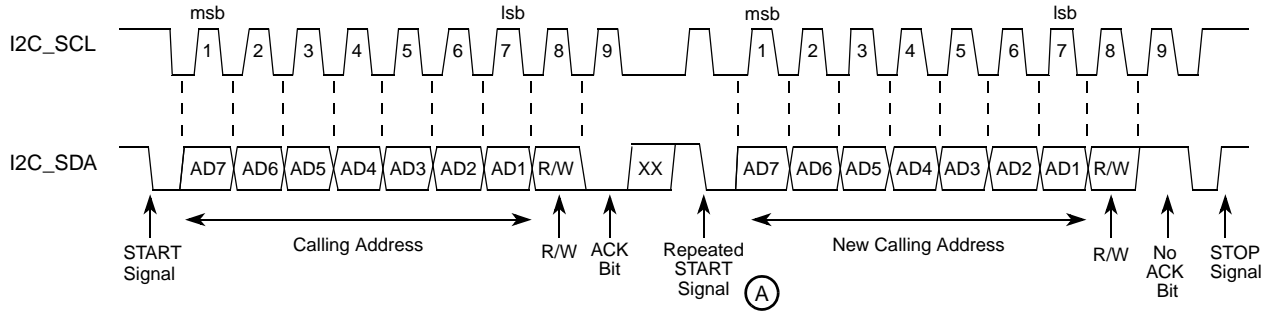 msb lsb msb lsb
I2C_SCL 1 2 3 4 5 6 7 8 9 1 2 3 4 5 6 7 8 9
I2C_SDA AD7 AD6 AD5 AD4 AD3 AD2 AD1 R/W XX AD7 AD6 AD5 AD4 AD3 AD2 AD1 R/W
START
Signal
Calling Address
R/W
ACK
Bit
Repeated
START
Signal
A
New Calling Address
R/W
No
ACK
Bit
STOP
Signal